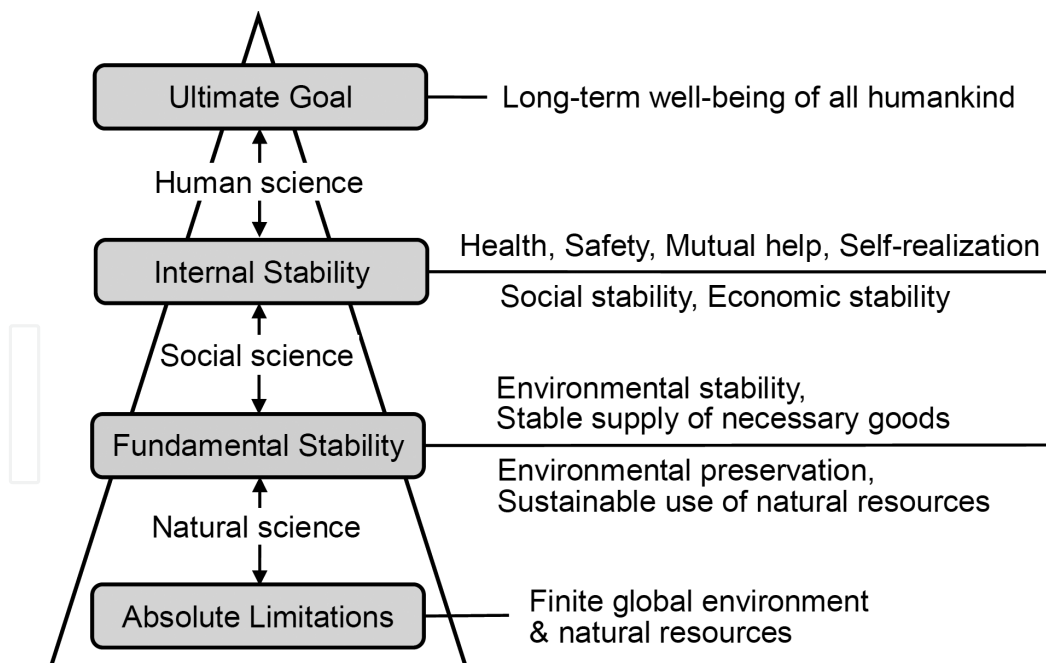 Ultimate Goal
Long-term well-being of all humankind
Human science
Health, Safety, Mutual help, Self-realization
Internal Stability
Social stability, Economic stability
Social science
Environmental stability,
Stable supply of necessary goods
Fundamental Stability
Environmental preservation,
Sustainable use of natural resources
Natural science
Absolute Limitations
Finite global environment
& natural resources